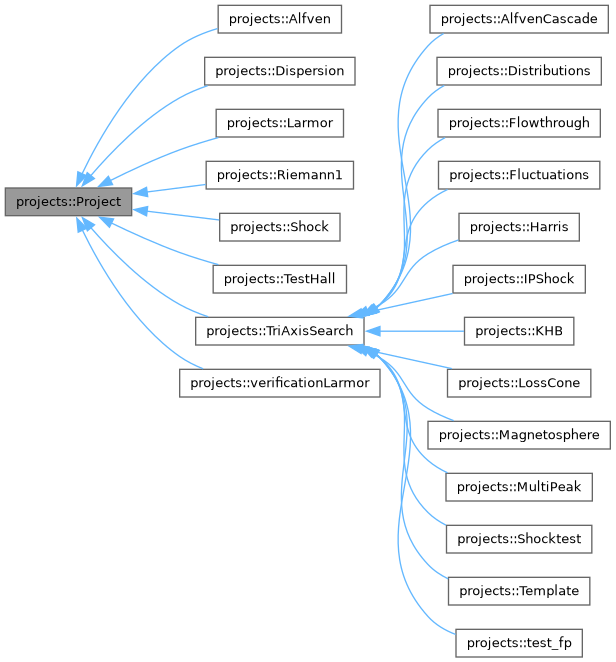 projects::Project
projects::Alfven
projects::Dispersion
projects::Larmor
projects::Riemann1
projects::Shock
projects::TestHall
projects::TriAxisSearch
projects::verificationLarmor
projects::AlfvenCascade
projects::Distributions
projects::Flowthrough
projects::Fluctuations
projects::Harris
projects::IPShock
projects::KHB
projects::LossCone
projects::Magnetosphere
projects::MultiPeak
projects::Shocktest
projects::Template
projects::test_fp